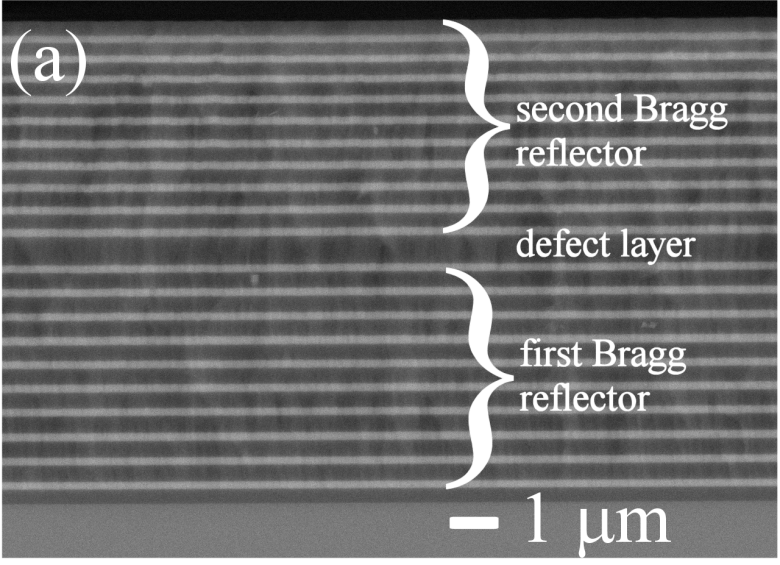 (a)
second Bragg
reflector
defect layer
first Bragg
reflector
1 μm